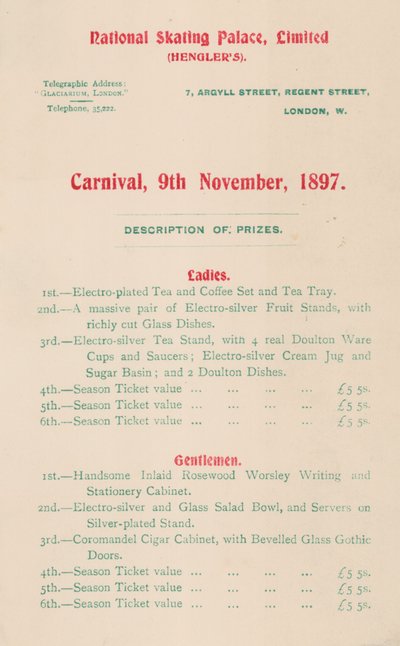 National Skating Palace, Limited
(HENGLER'S).
Telegraphic Address:
"GLACIARIUM, LONDON."
Telephone, 35,222.
7, ARGYLL STREET, REGENT STREET,
LONDON, W.
Carnival, 9th November, 1897.
DESCRIPTION OF PRIZES.
Ladies.
1st.—Electro-plated Tea and Coffee Set and Tea Tray.
2nd.—A massive pair of Electro-silver Fruit Stands, with
richly cut Glass Dishes.
3rd.—Electro-silver Tea Stand, with 4 real Doulton Ware
Cups and Saucers; Electro-silver Cream Jug and
Sugar Basin; and 2 Doulton Dishes.
4th.—Season Ticket value ... ... ... ... £5 5s.
5th.—Season Ticket value ... ... ... ... £5 5s.
6th.—Season Ticket value ... ... ... ... £5 5s.
Gentlemen.
1st.—Handsome Inlaid Rosewood Worsley Writing and
Stationery Cabinet.
2nd.—Electro-silver and Glass Salad Bowl, and Servers on
Silver-plated Stand.
3rd.—Coromandel Cigar Cabinet, with Bevelled Glass Gothic
Doors.
4th.—Season Ticket value ... ... ... ... £5 5s.
5th.—Season Ticket value ... ... ... ... £5 5s.
6th.—Season Ticket value ... ... ... ... £5 5s.